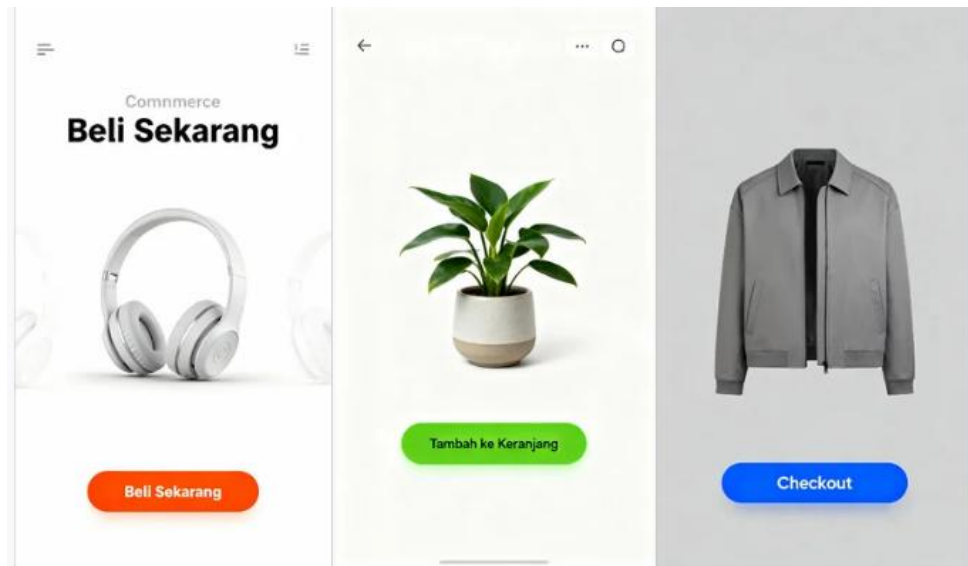 Comnmerce
Beli Sekarang
Beli Sekarang
Tambah ke Keranjang
Checkout